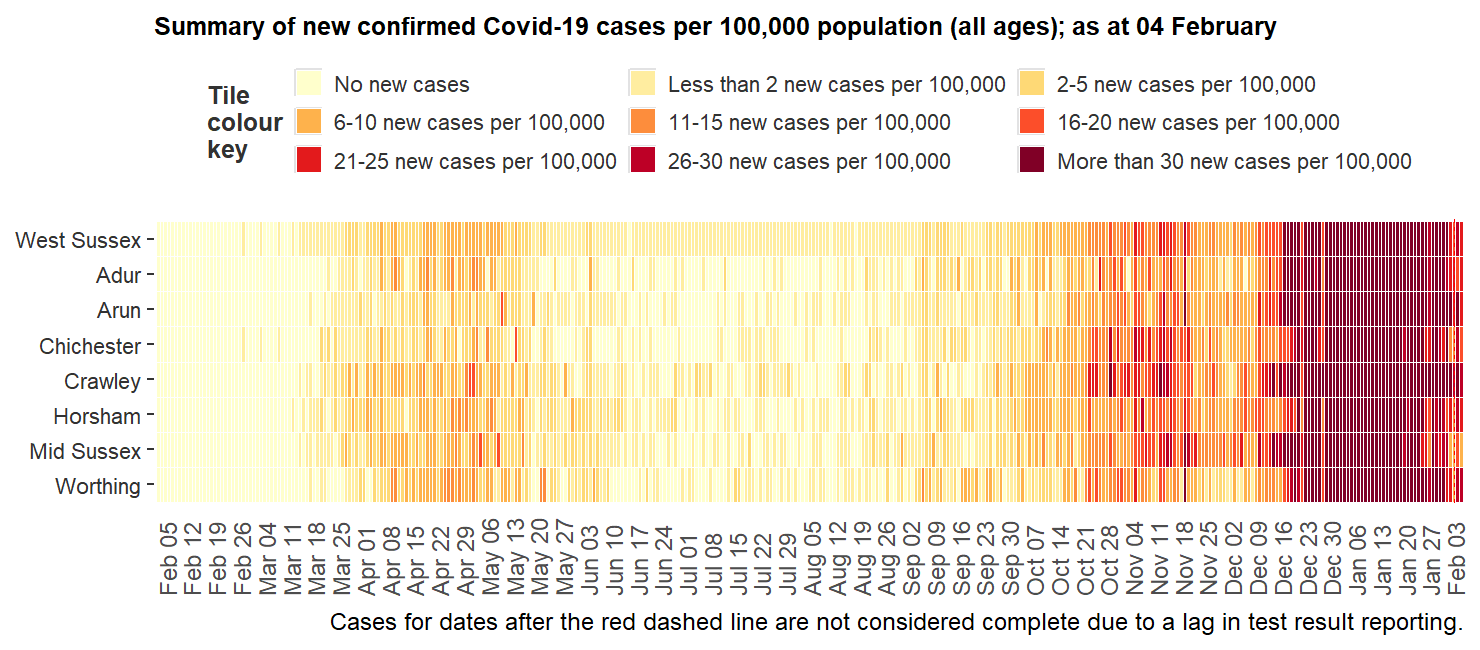 Summary of new confirmed Covid-19 cases per 100,000 population (all ages); as at 04 February
Tile
colour
key
No new cases
Less than 2 new cases per 100,000
2-5 new cases per 100,000
6-10 new cases per 100,000
11-15 new cases per 100,000
16-20 new cases per 100,000
21-25 new cases per 100,000
26-30 new cases per 100,000
More than 30 new cases per 100,000
West Sussex
Adur
Arun
Chichester
Crawley
Horsham
Mid Sussex
Worthing
Feb 05
Feb 12
Feb 19
Feb 26
Mar 04
Mar 11
Mar 18
Mar 25
Apr 01
Apr 08
Apr 15
Apr 22
Apr 29
May 06
May 13
May 20
May 27
Jun 03
Jun 10
Jun 17
Jun 24
Jul 01
Jul 08
Jul 15
Jul 22
Jul 29
Aug 05
Aug 12
Aug 19
Aug 26
Sep 02
Sep 09
Sep 16
Sep 23
Sep 30
Oct 07
Oct 14
Oct 21
Oct 28
Nov 04
Nov 11
Nov 18
Nov 25
Dec 02
Dec 09
Dec 16
Dec 23
Dec 30
Jan 06
Jan 13
Jan 20
Jan 27
Feb 03
Cases for dates after the red dashed line are not considered complete due to a lag in test result reporting.